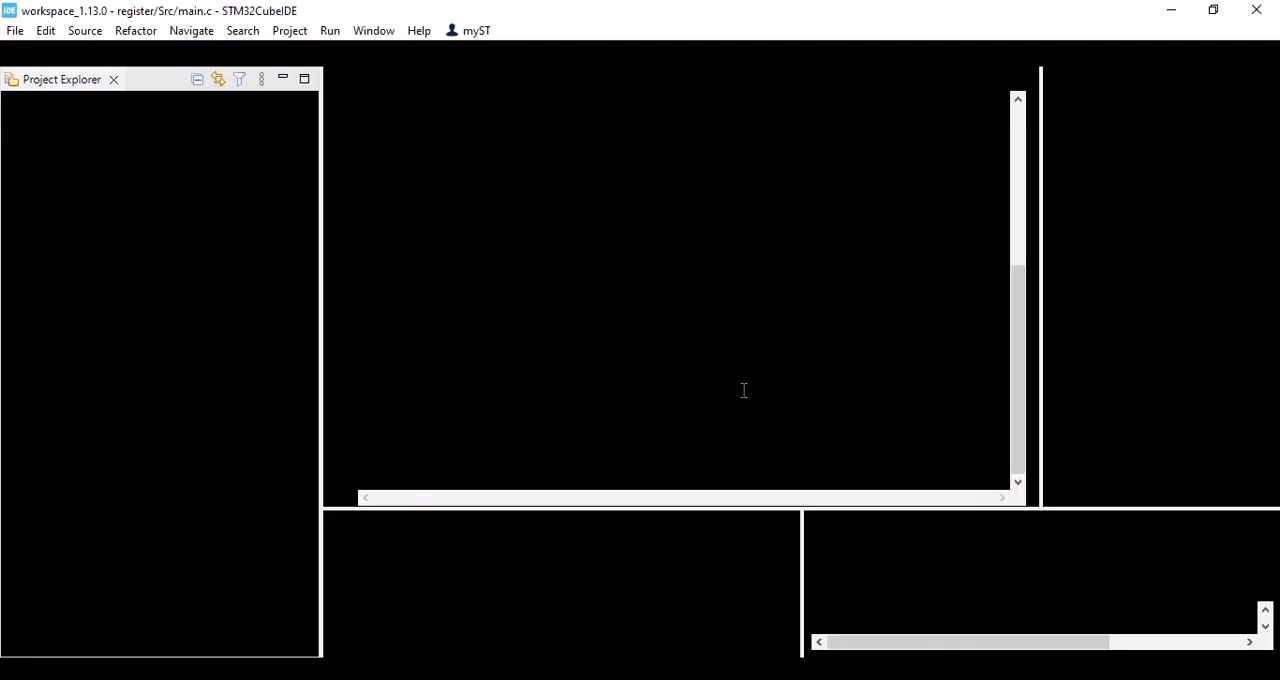 IDE workspace_1.13.0 - register/Src/main.c - STM32CubeIDE
File Edit Source Refactor Navigate Search Project Run Window Help myST
Project Explorer